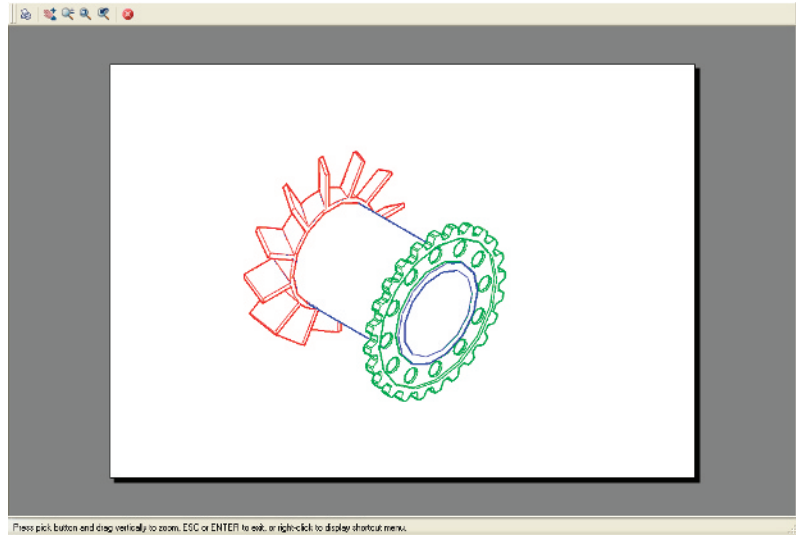 Press pick button and drag vertically to zoom, ESC or ENTER to exit, or right-click to display shortcut menu.